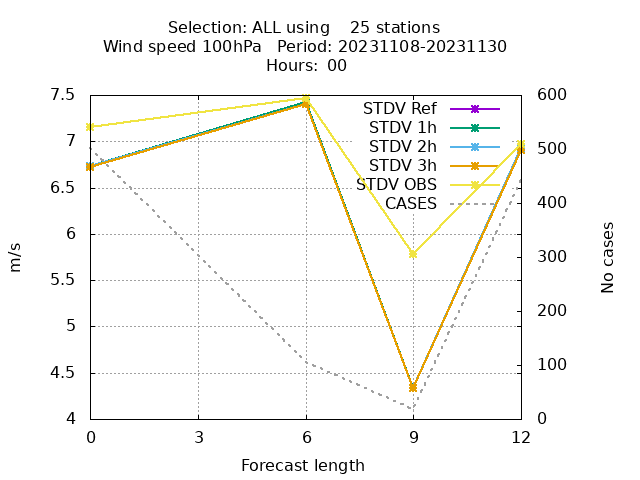 Selection: ALL using    25 stations
Wind speed 100hPa   Period: 20231108-20231130
Hours: 00
7.5
7
6.5
6
5.5
5
4.5
4
m/s
600
500
400
300
200
100
0
No cases
STDV Ref
STDV 1h
STDV 2h
STDV 3h
STDV OBS
CASES
0 3 6 9 12
Forecast length